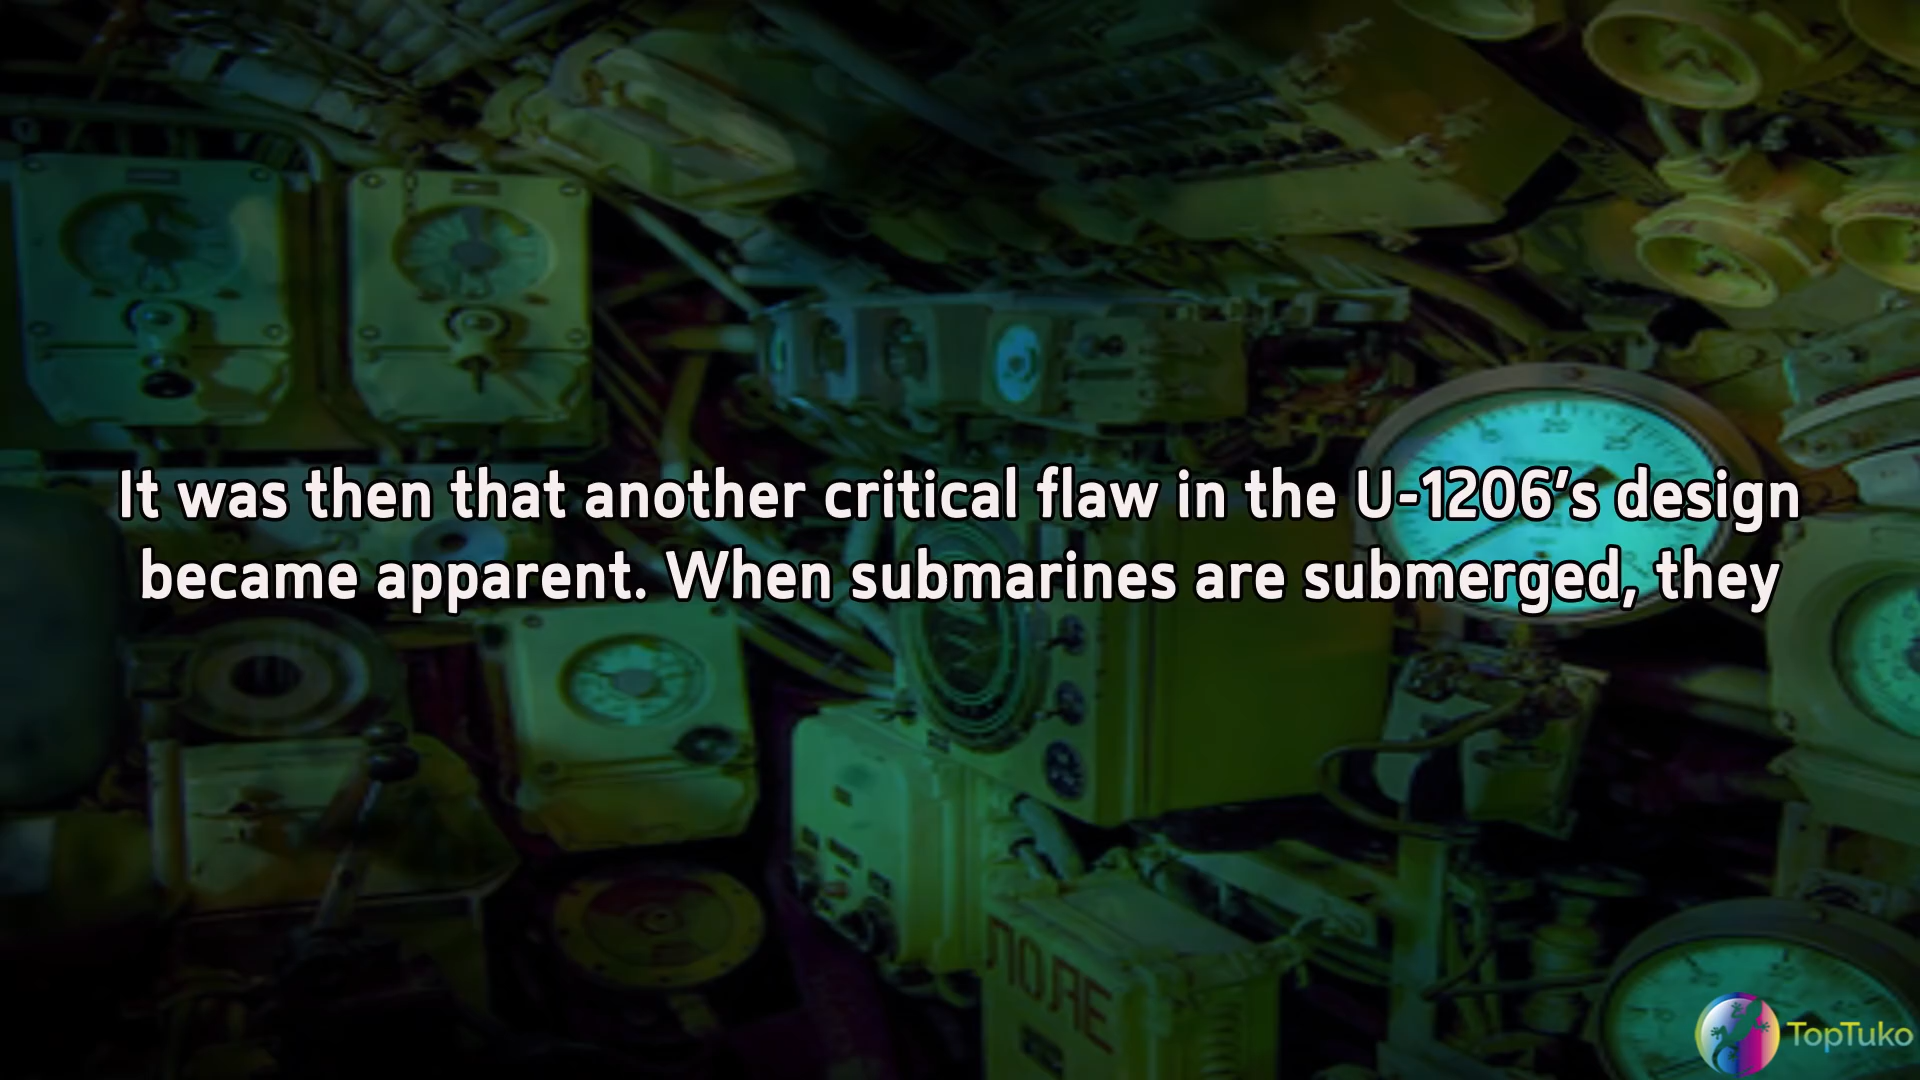 It was then that another critical flaw in the U-1206’s design
became apparent. When submarines are submerged, they
ПОЛЕ
TopTuko